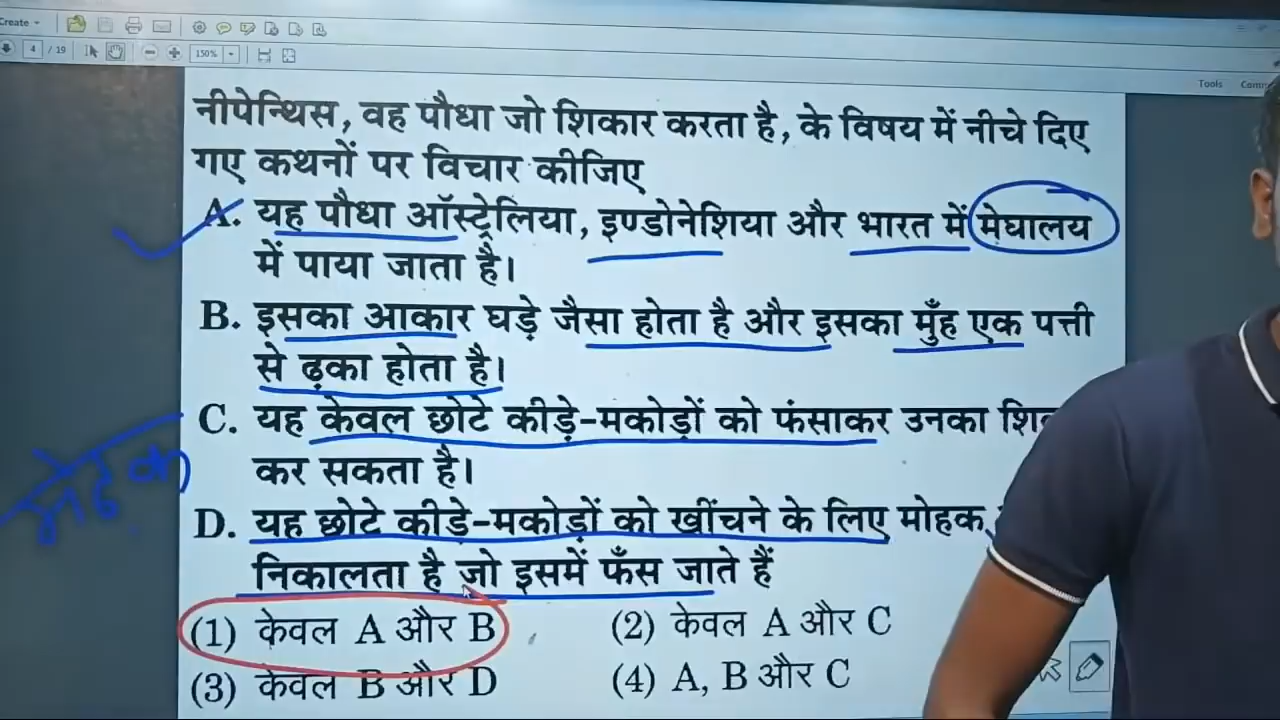 Create
4 / 19
150%
Tools
नीपेन्थिस, वह पौधा जो शिकार करता है, के विषय में नीचे दिए
गए कथनों पर विचार कीजिए
A. यह पौधा ऑस्ट्रेलिया, इण्डोनेशिया और भारत में मेघालय
में पाया जाता है।
B. इसका आकार घड़े जैसा होता है और इसका मुँह एक पत्ती
से ढ़का होता है।
C. यह केवल छोटे कीड़े-मकोड़ों को फंसाकर उनका
कर सकता है।
मेढक
D. यह छोटे कीड़े-मकोड़ों को खींचने के लिए मोहक
निकालता है जो इसमें फँस जाते हैं
(1) केवल A और B (2) केवल A और C
(3) केवल B और D (4) A, B और C